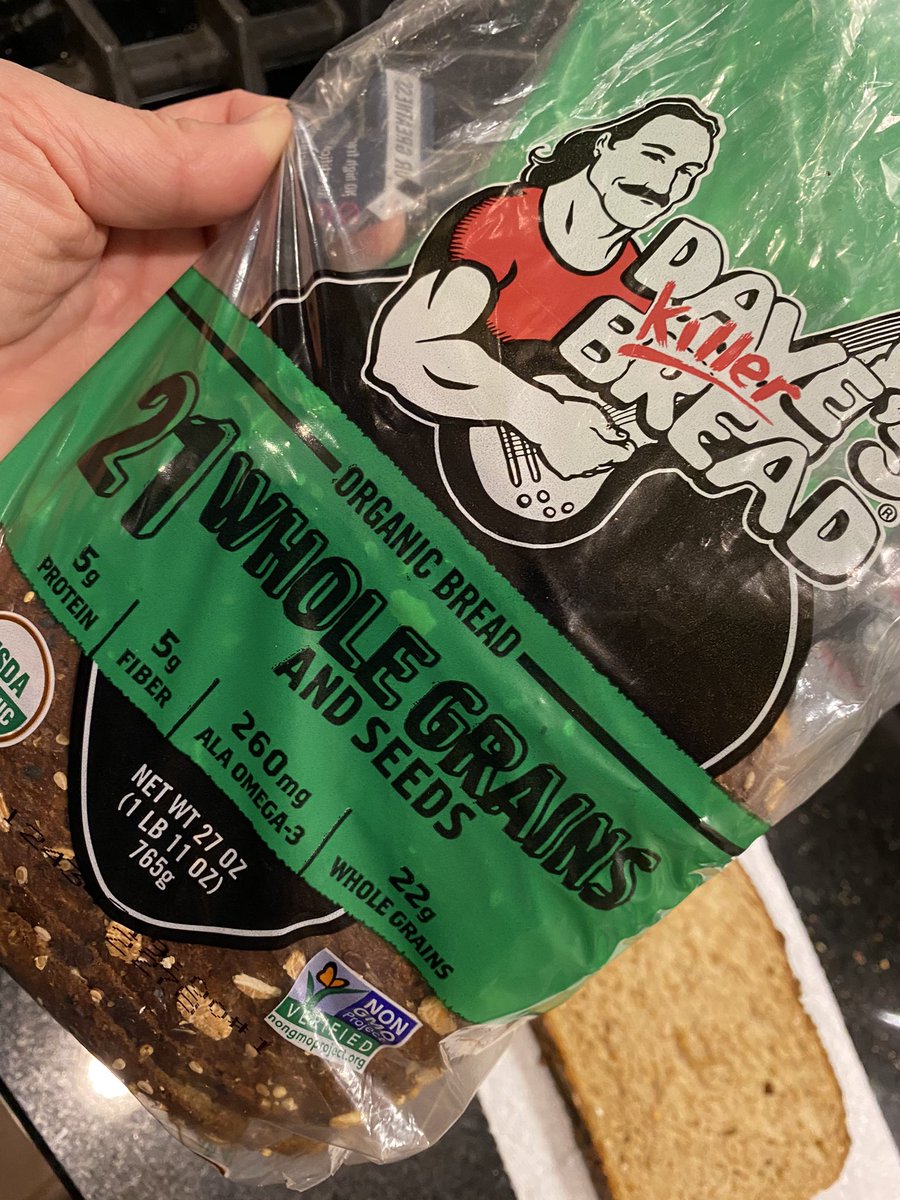 DAVE'S
killer
BREAD®
ORGANIC BREAD
21 WHOLE GRAINS
AND SEEDS
5g
PROTEIN
5g
FIBER
260mg
ALA OMEGA-3
22g
WHOLE GRAINS
NET WT 27 OZ
(1 LB 11 OZ)
765g
NON
GMO
Project
VERIFIED
nongmoproject.org